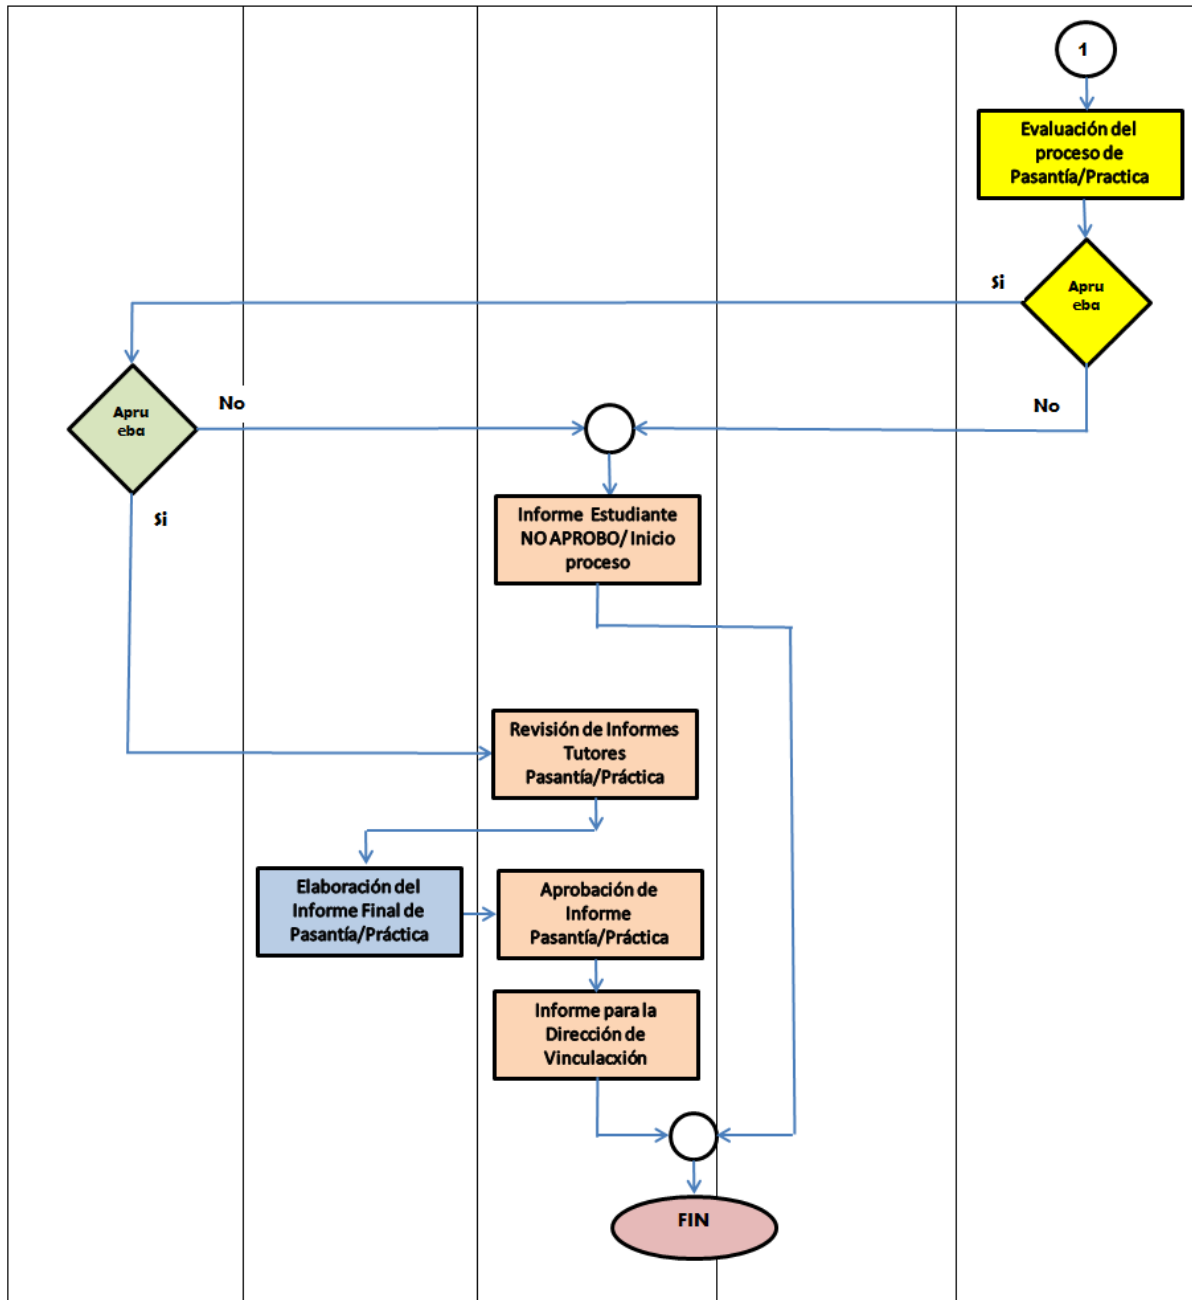 1
Evaluación del
proceso de
Pasantía/Practica
Si
Apru
eba
Apru
eba
No
No
Si
Informe Estudiante
NO APROBO/ Inicio
proceso
Revisión de Informes
Tutores
Pasantía/Práctica
Elaboración del
Informe Final de
Pasantía/Práctica
Aprobación de
Informe
Pasantía/Práctica
Informe para la
Dirección de
Vinculacxión
FIN